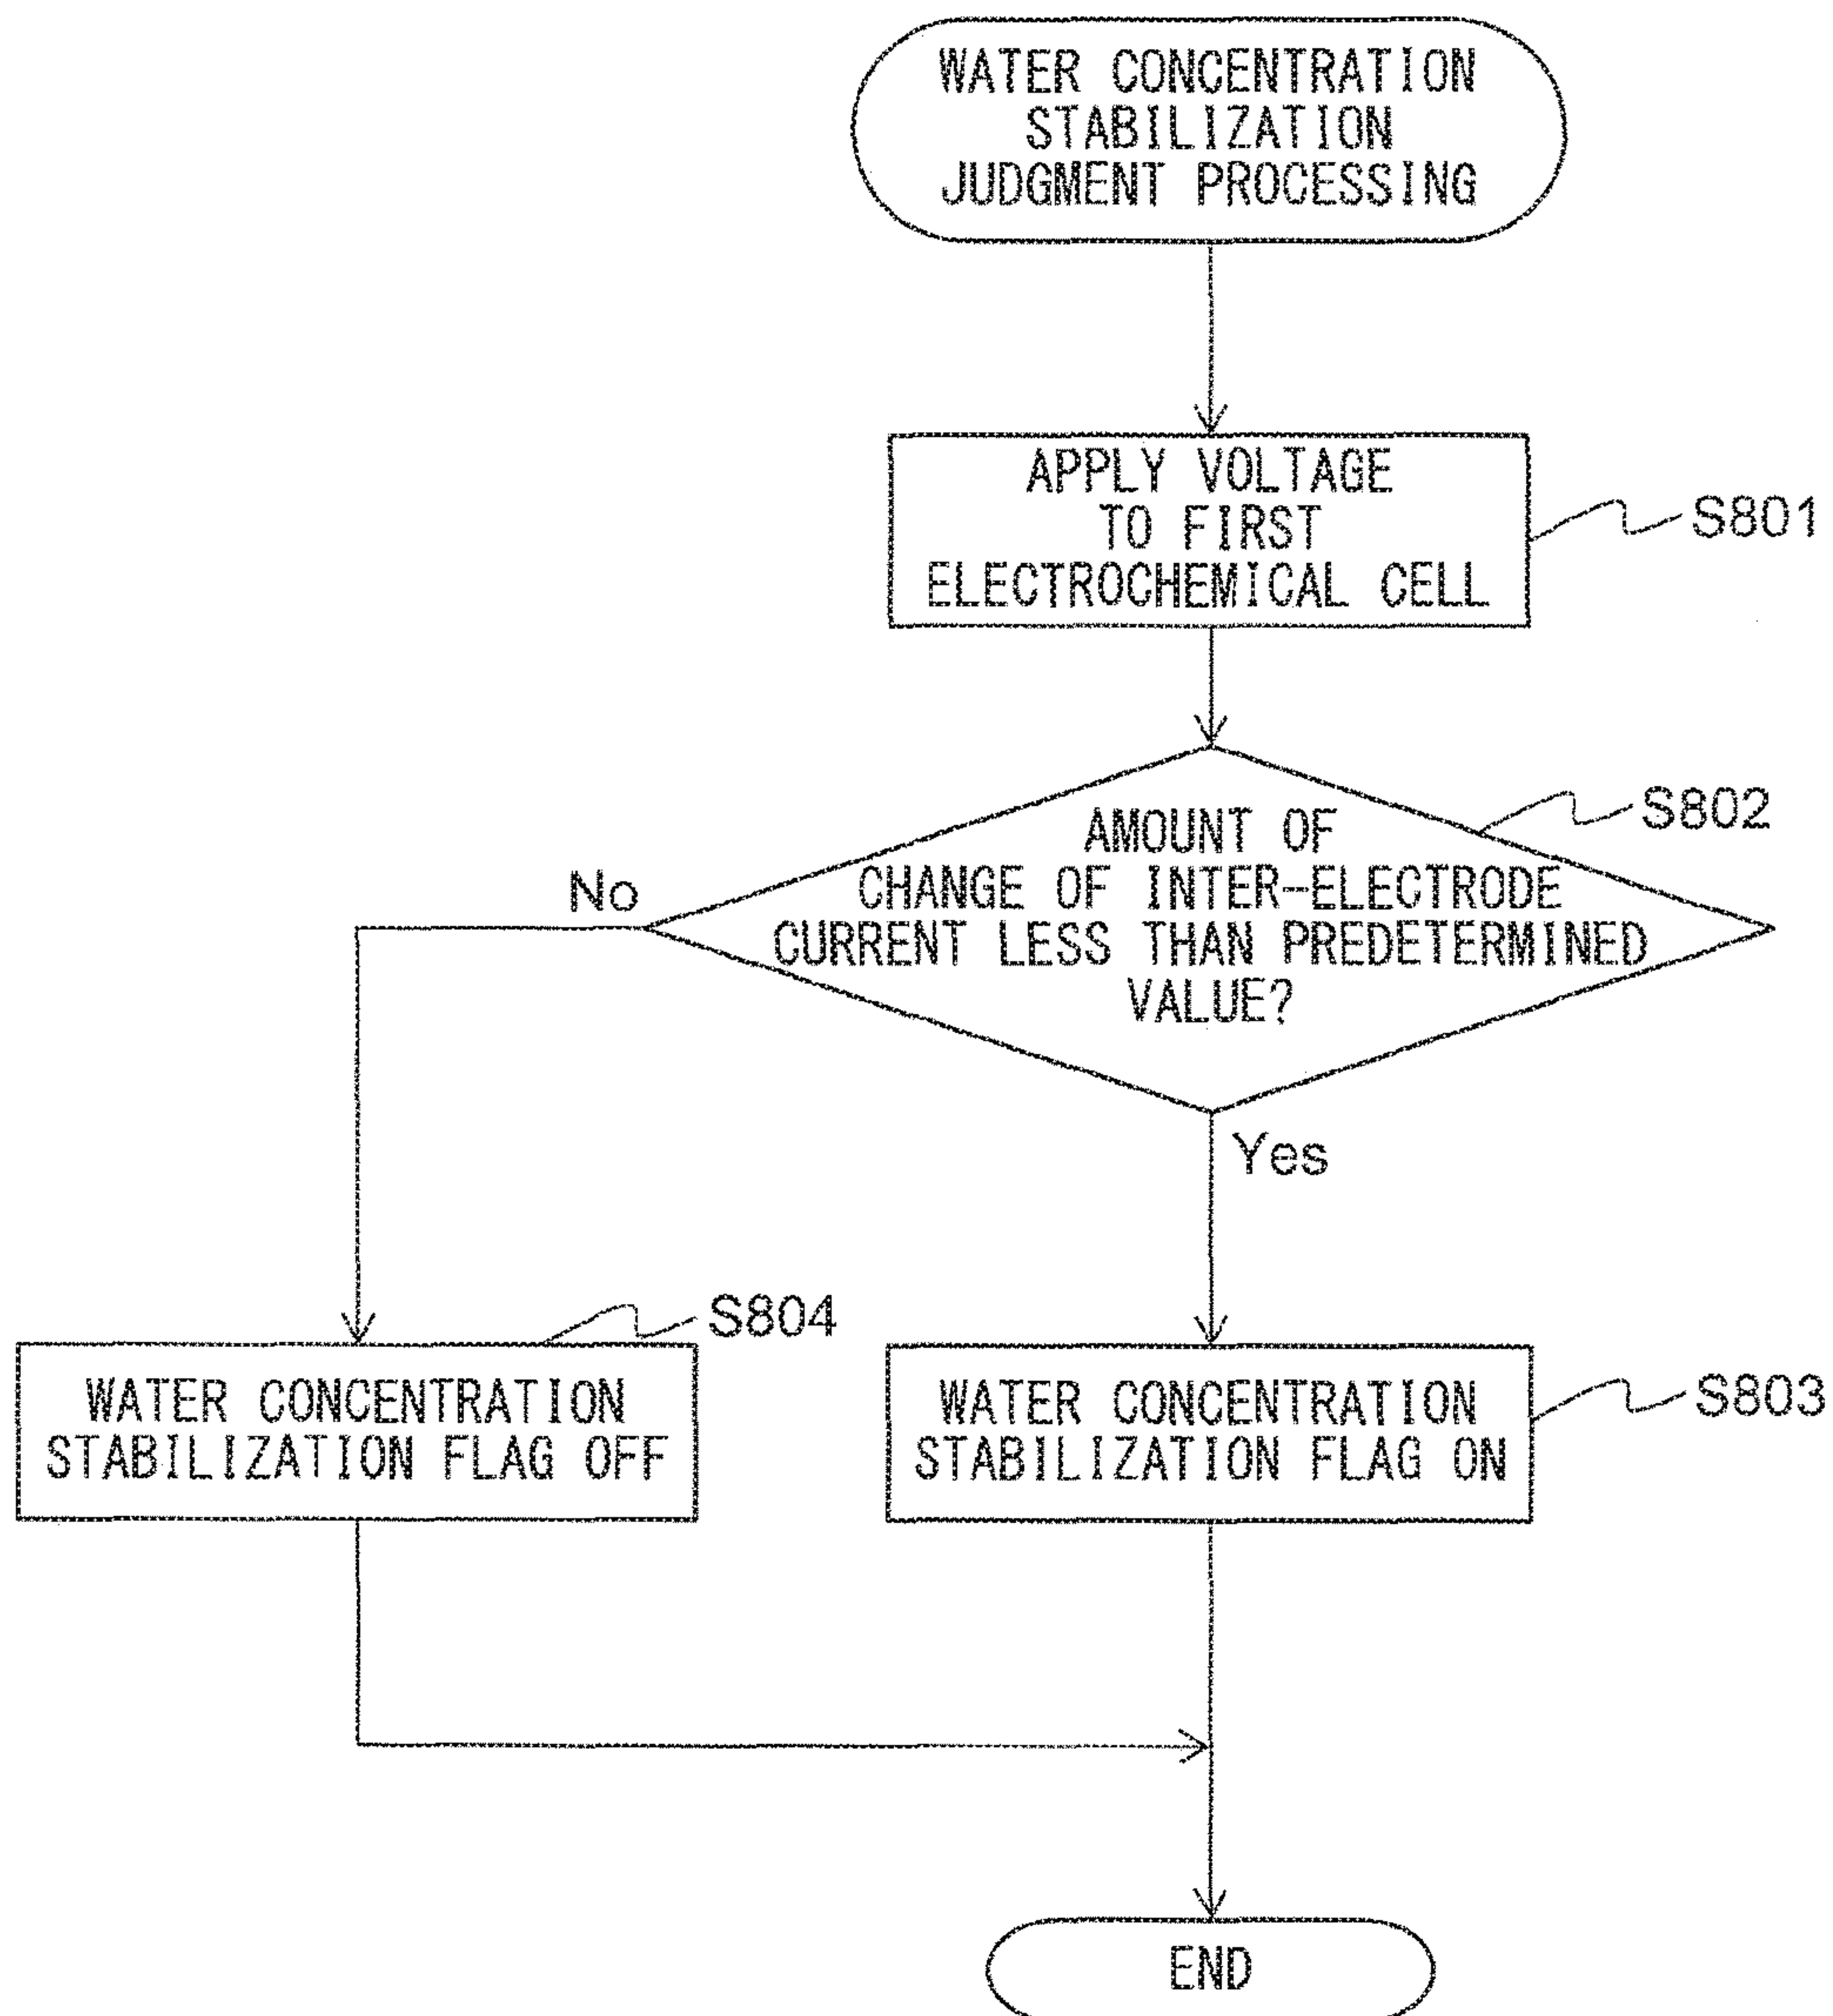 WATER CONCENTRATION
STABILIZATION
JUDGMENT PROCESSING
APPLY VOLTAGE
TO FIRST
ELECTROCHEMICAL CELL
S801
S802
AMOUNT OF
CHANGE OF INTER-ELECTRODE
CURRENT LESS THAN PREDETERMINED
VALUE?
No
Yes
S804
WATER CONCENTRATION
STABILIZATION FLAG OFF
S803
WATER CONCENTRATION
STABILIZATION FLAG ON
END